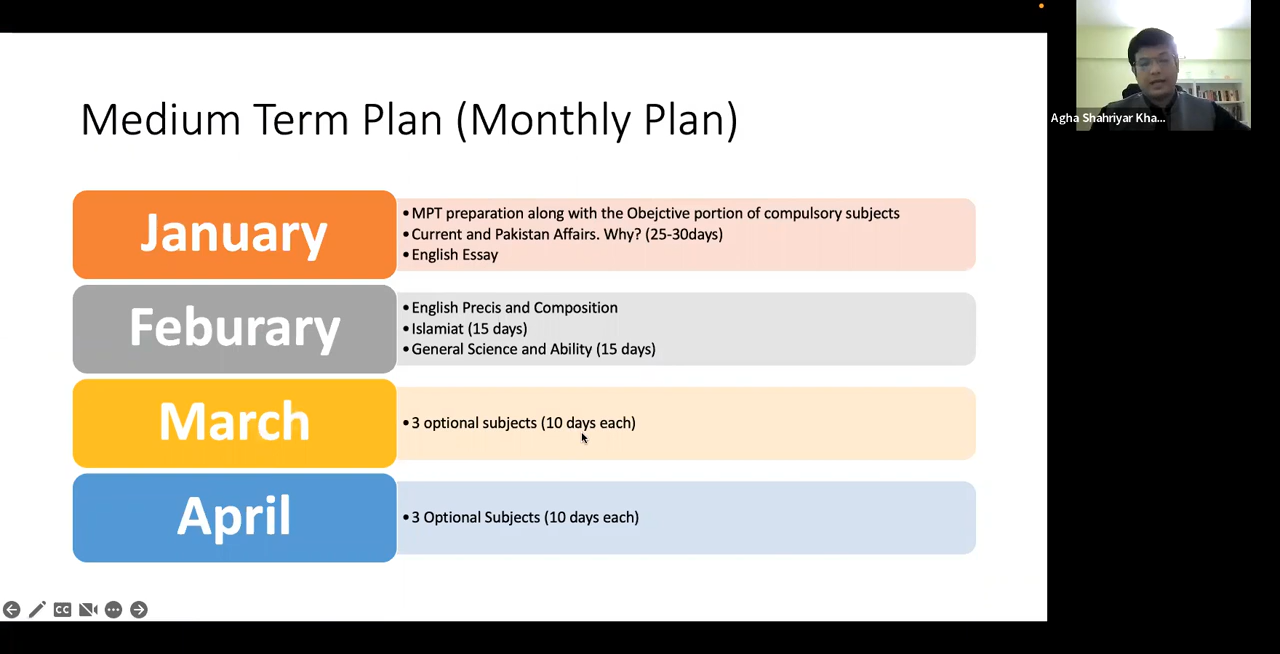 Medium Term Plan (Monthly Plan)
Agha Shahriyar Kha...
January
• MPT preparation along with the Obejctive portion of compulsory subjects
• Current and Pakistan Affairs. Why? (25-30days)
• English Essay
Feburary
• English Precis and Composition
• Islamiat (15 days)
• General Science and Ability (15 days)
March
• 3 optional subjects (10 days each)
April
• 3 Optional Subjects (10 days each)
CC